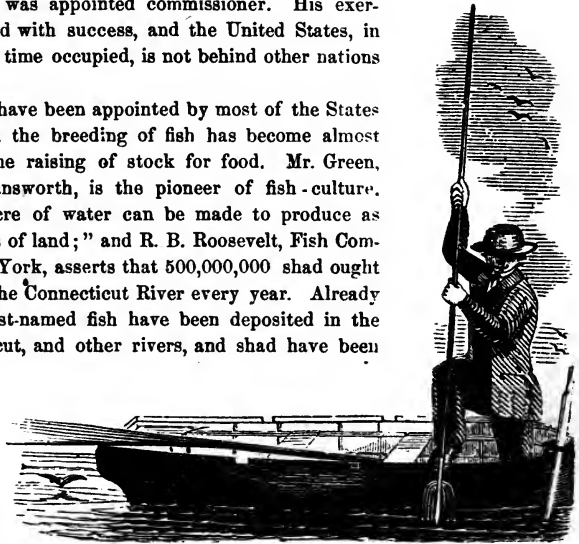 was appointed commissioner. His exer-
d with success, and the United States, in
time occupied, is not behind other nations
have been appointed by most of the States
the breeding of fish has become almost
he raising of stock for food. Mr. Green,
insworth, is the pioneer of fish-culture.
ere of water can be made to produce as
s of land;" and R. B. Roosevelt, Fish Com-
York, asserts that 500,000,000 shad ought
he Connecticut River every year. Already
st-named fish have been deposited in the
cut, and other rivers, and shad have been